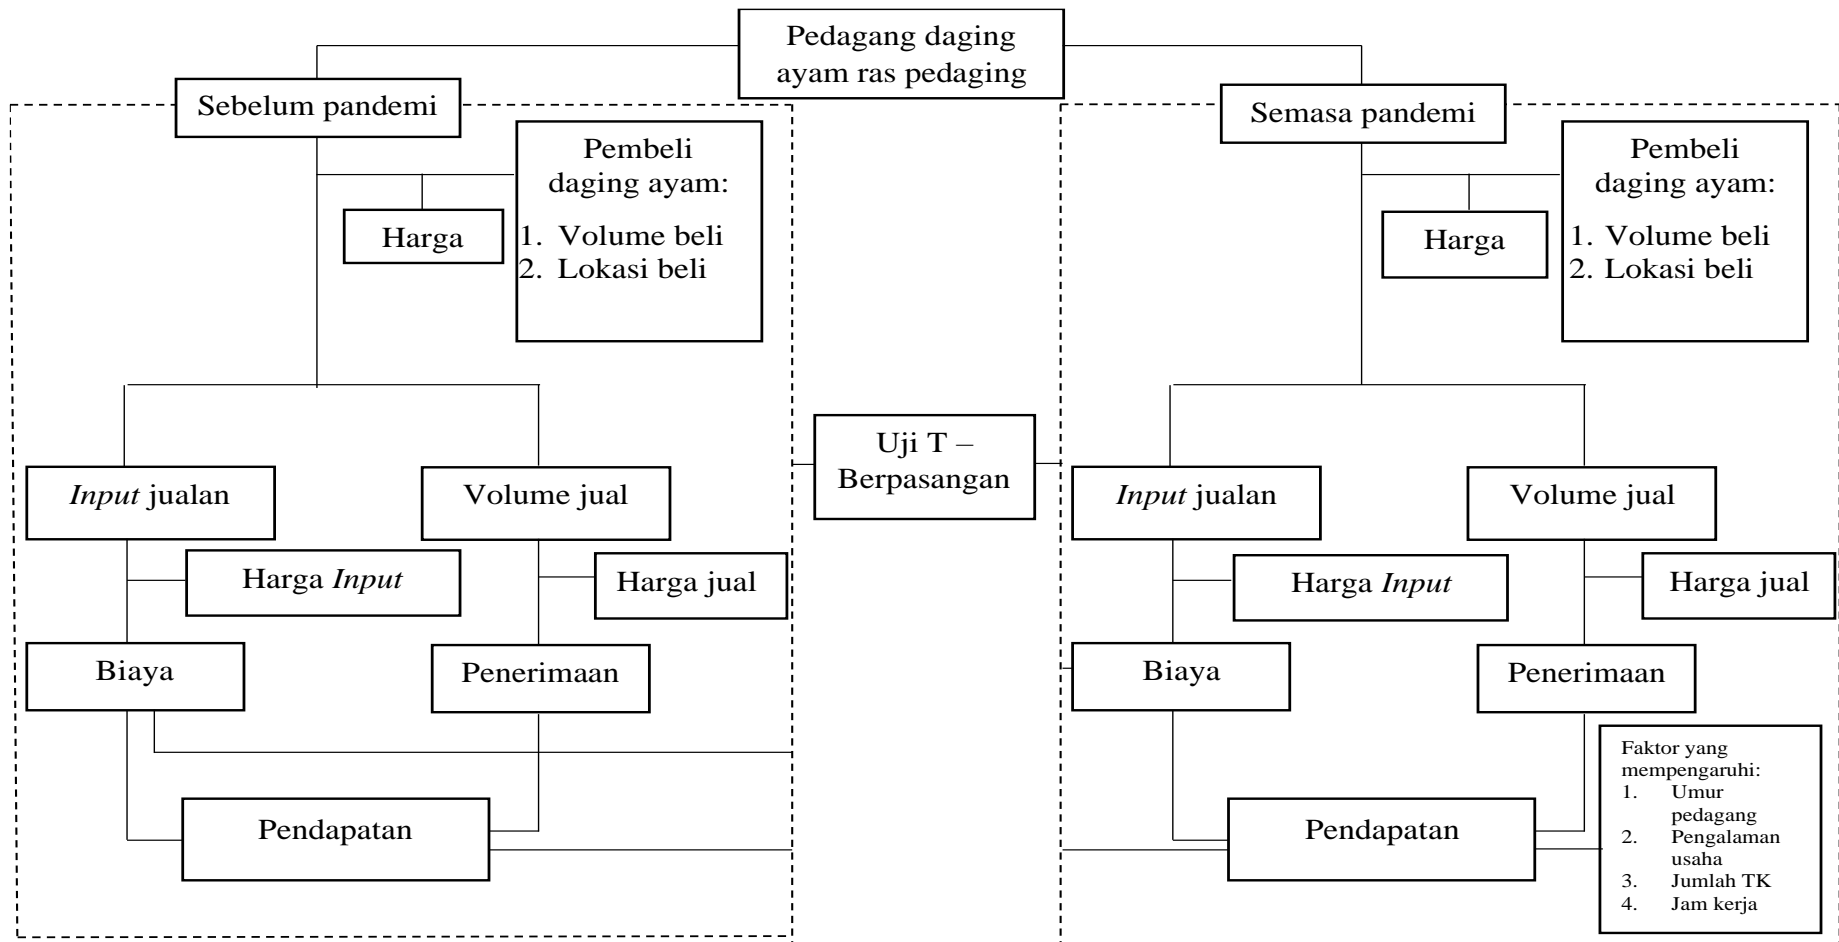 Pedagang daging
ayam ras pedaging
Sebelum pandemi
Pembeli
daging ayam:
1. Volume beli
2. Lokasi beli
Harga
Input jualan
Volume jual
Harga Input
Harga jual
Biaya
Penerimaan
Pendapatan
Uji T –
Berpasangan
Semasa pandemi
Pembeli
daging ayam:
1. Volume beli
2. Lokasi beli
Harga
Input jualan
Volume jual
Harga Input
Harga jual
Biaya
Penerimaan
Pendapatan
Faktor yang
mempengaruhi:
1. Umur
pedagang
2. Pengalaman
usaha
3. Jumlah TK
4. Jam kerja